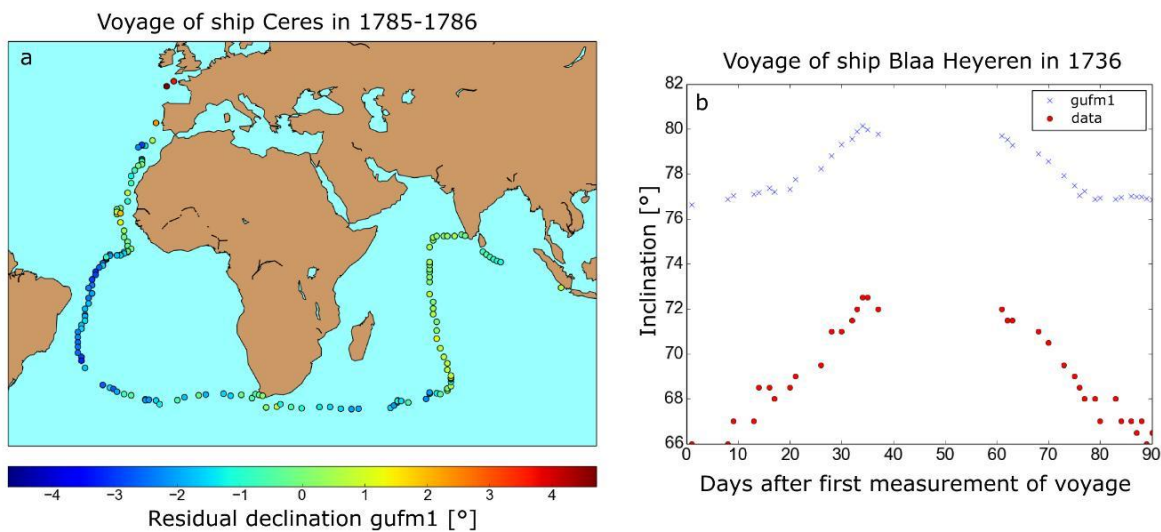 Voyage of ship Ceres in 1785-1786
a
−4 −3 −2 −1 0 1 2 3 4
Residual declination gufm1 [°]
Voyage of ship Blaa Heyeren in 1736
b
gufm1
data
82
80
78
76
74
72
70
68
66
Inclination [°]
0 10 20 30 40 50 60 70 80 90
Days after first measurement of voyage